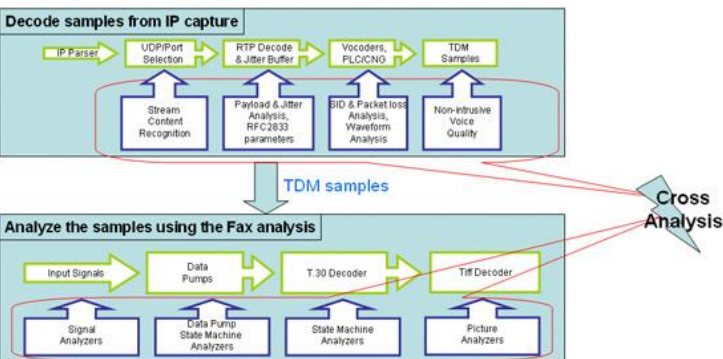 Decode samples from IP capture
IP Parser
UDP/Port
Selection
RTP Decode
& Jitter Buffer
Vocoders,
PLC/CNG
TDM
Samples
Stream
Content
Recognition
Payload & Jitter
Analysis,
RFC2833
parameters
SID & Packet loss
Analysis,
Waveform
Analysis
Non-intrusive
Voice
Quality
TDM samples
Cross
Analysis
Analyze the samples using the Fax analysis
Input Signals
Data
Pumps
T.30 Decoder
Tiff Decoder
Signal
Analyzers
Data Pump
State Machine
Analyzers
State Machine
Analyzers
Picture
Analyzers